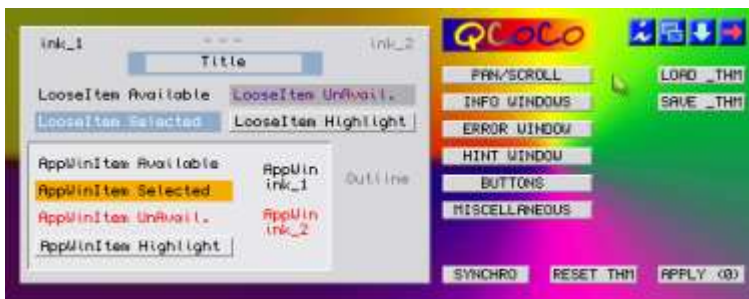 ink_1
ink_2
Title
LooseItem Available
LooseItem UnAvail.
LooseItem Selected
LooseItem Highlight
AppWinItem Available
AppWinItem Selected
AppWinItem UnAvail.
AppWinItem Highlight
AppWin
ink_1
AppWin
ink_2
Outline
QCoCo
PAN/SCROLL
INFO WINDOWS
ERROR WINDOW
HINT WINDOW
BUTTONS
MISCELLANEOUS
LOAD _THM
SAVE _THM
SYNCHRO
RESET THM
APPLY (0)